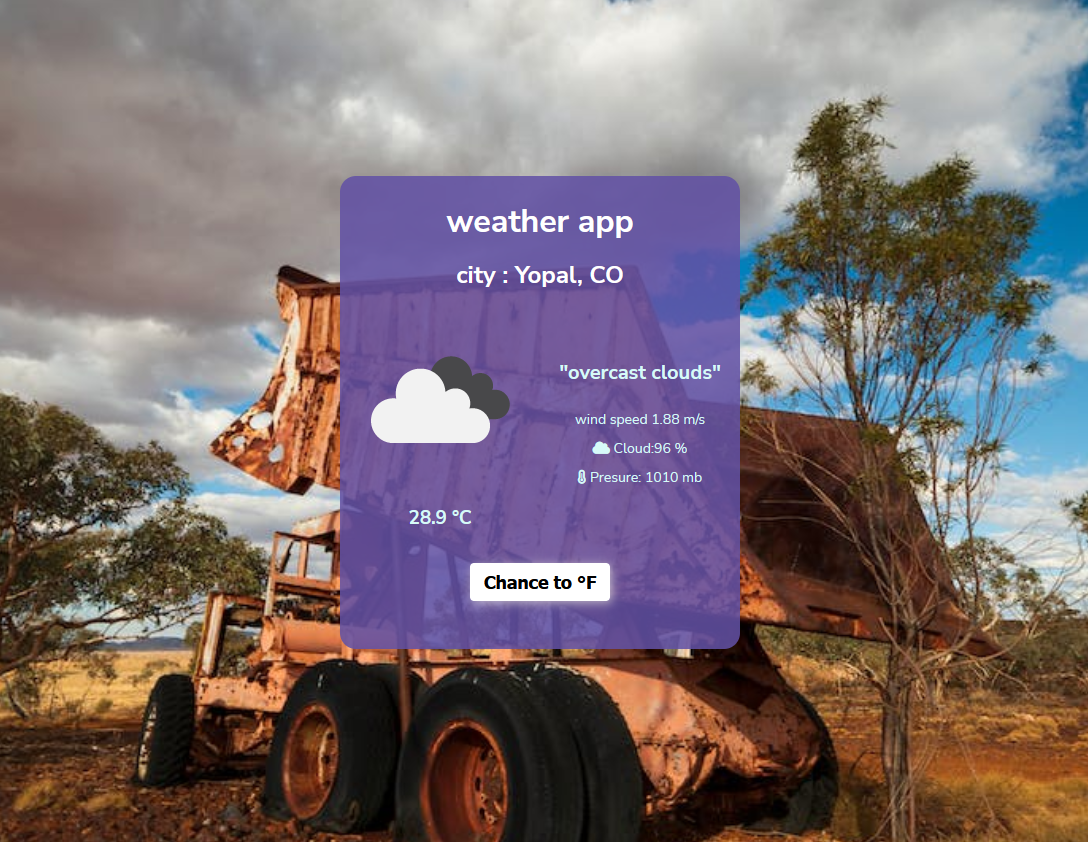 weather app
city : Yopal, CO
"overcast clouds"
wind speed 1.88 m/s
Cloud:96 %
Presure: 1010 mb
28.9 °C
Chance to °F